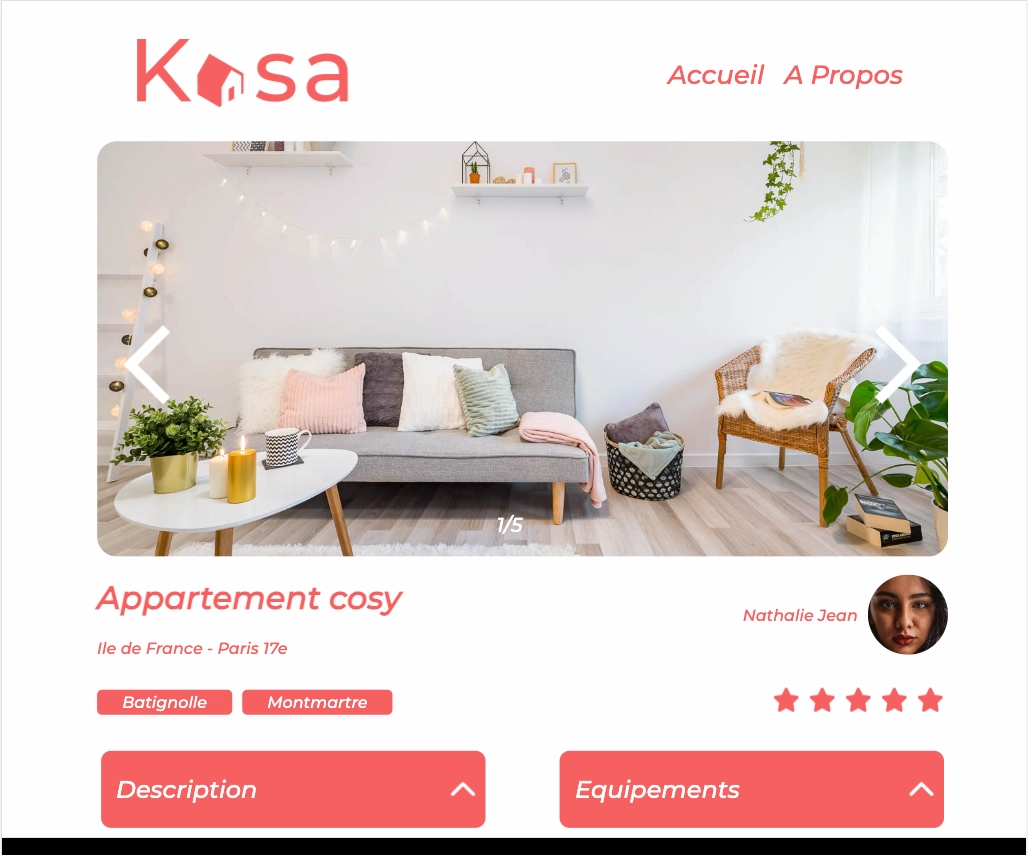 Kasa
Accueil A Propos
1/5
Appartement cosy
Nathalie Jean
Ile de France - Paris 17e
Batignolle Montmartre
Description Equipements